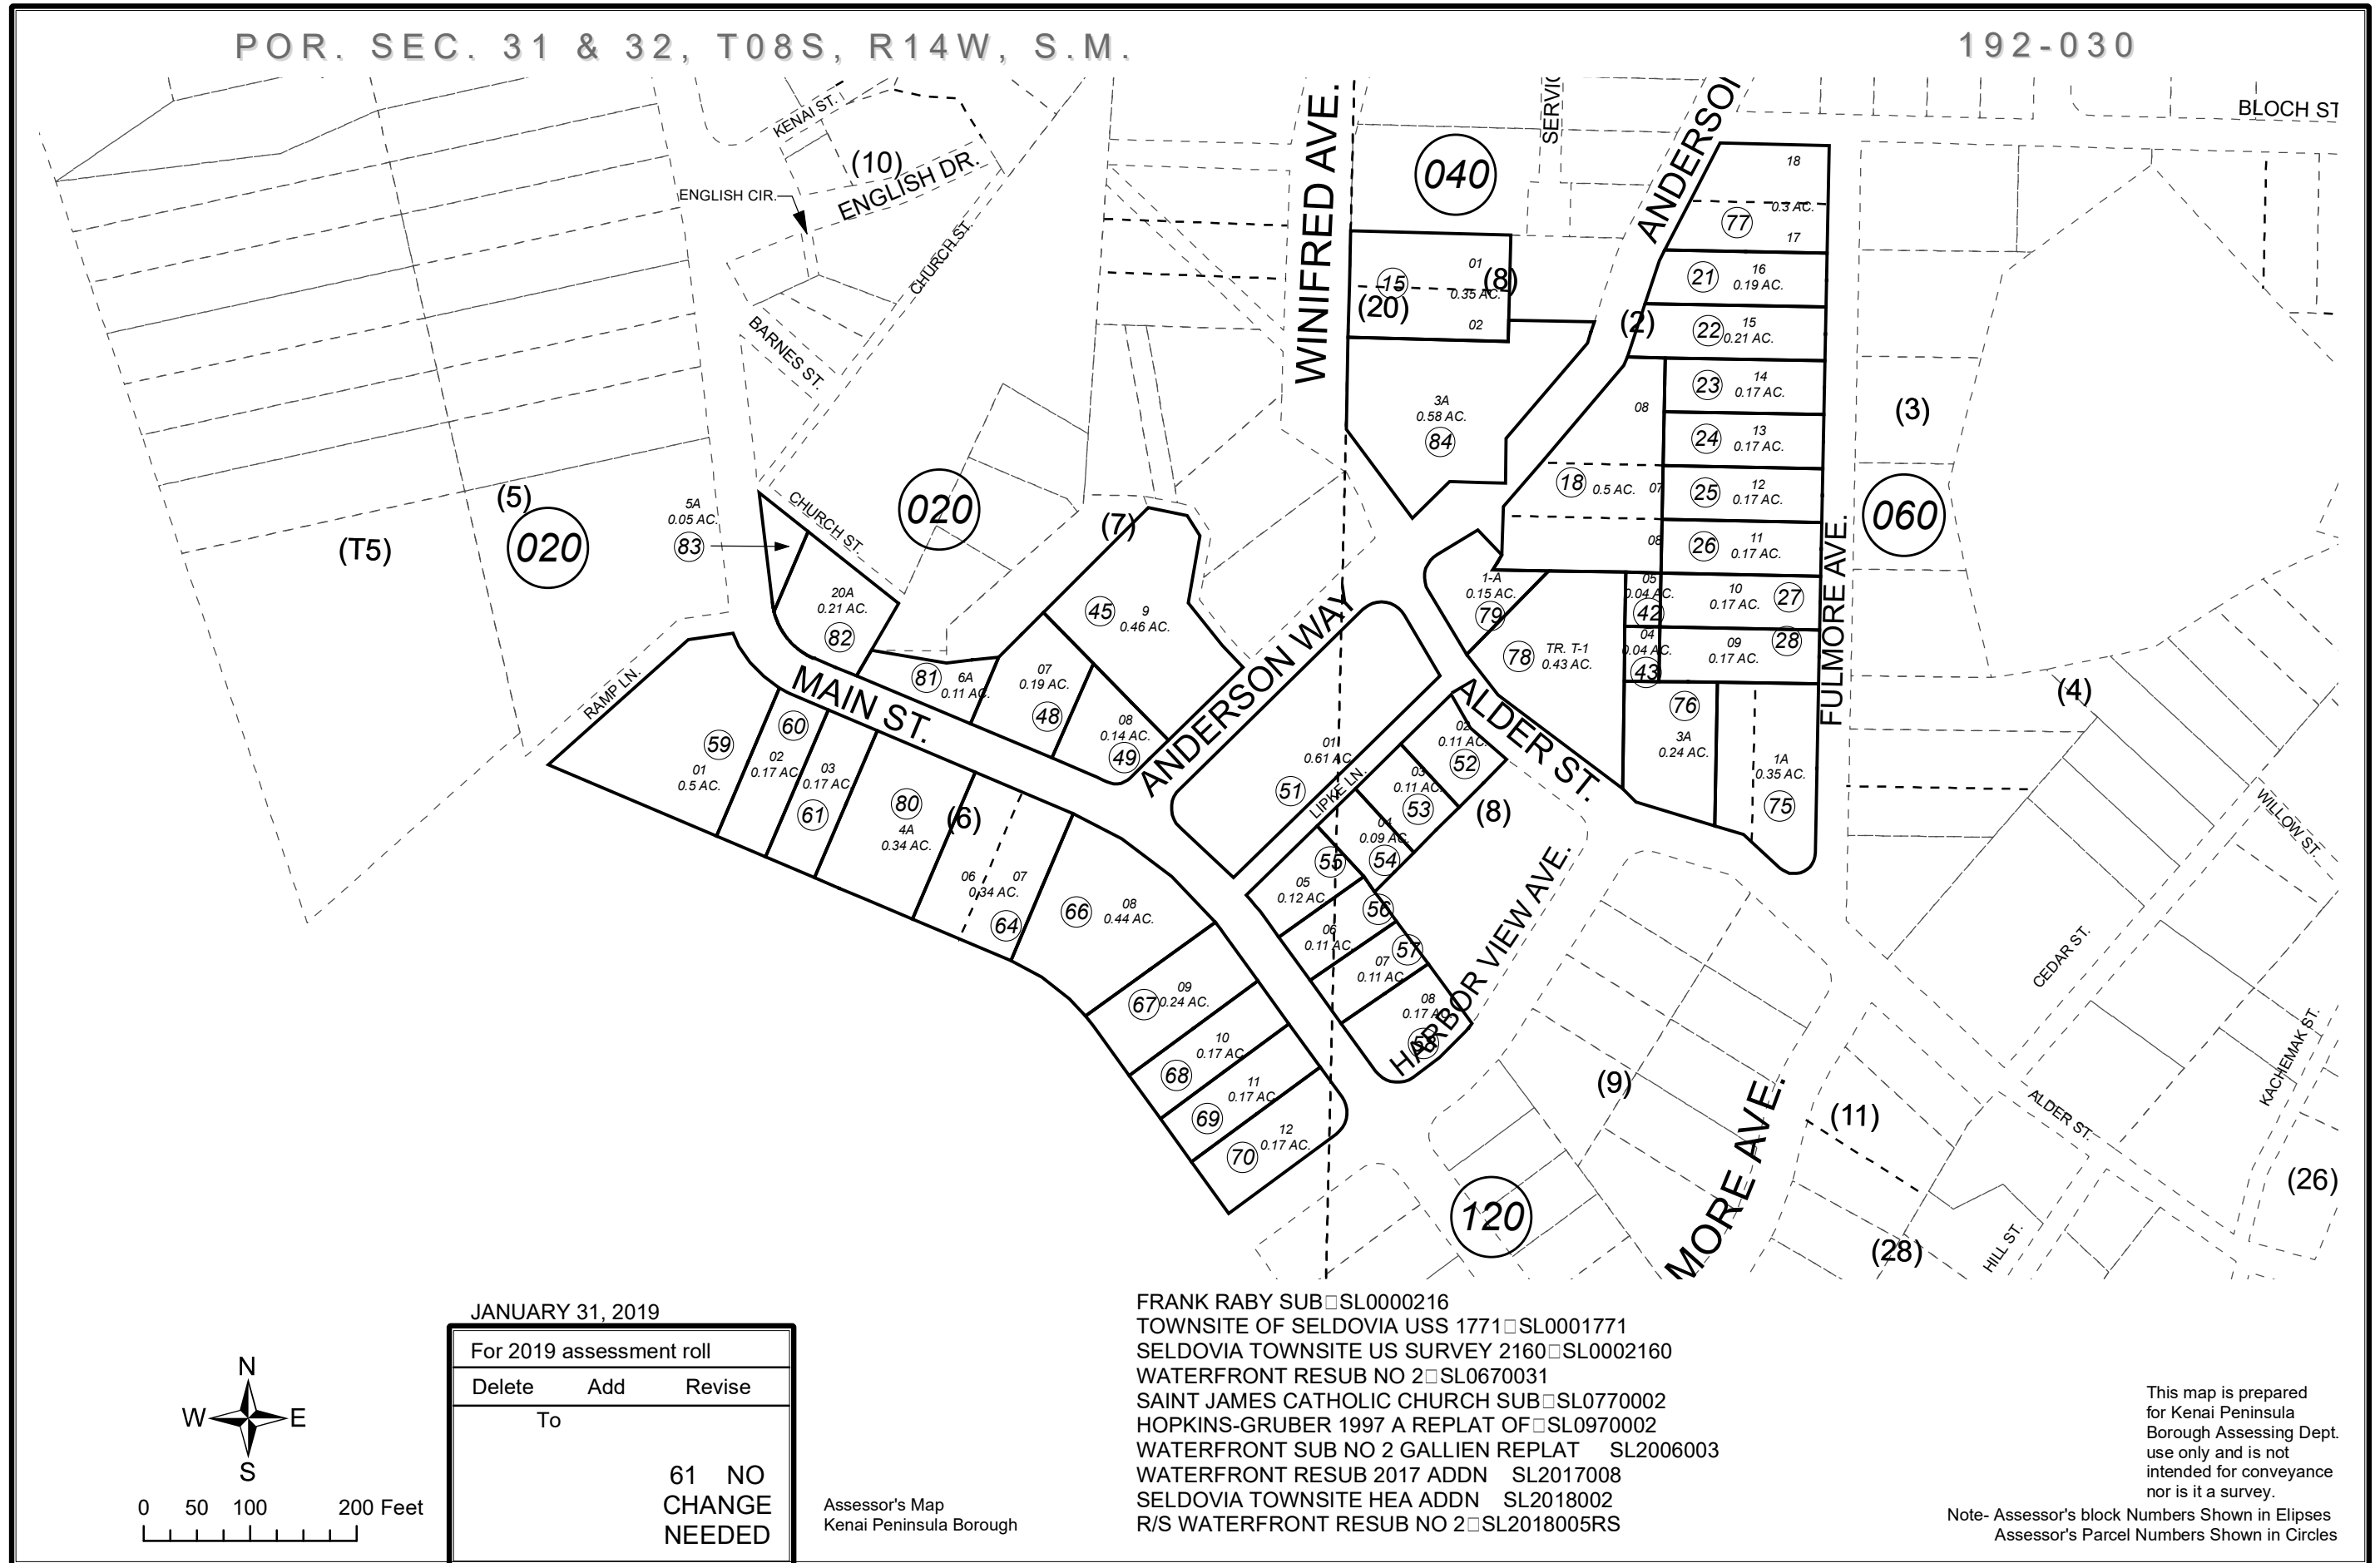 POR. SEC. 31 & 32, T08S, R14W, S.M.
192-030
KENAI ST.
(10)
ENGLISH DR.
ENGLISH CIR.
CHURCH ST.
BARNES ST.
WINIFRED AVE.
040
SERVIC
ANDERSO
BLOCH ST
18
0.3 AC.
77
17
01
15
(8)
0.35 AC.
(20)
02
21
16
0.19 AC.
(2)
22
15
0.21 AC.
23
14
0.17 AC.
08
3A
0.58 AC.
84
24
13
0.17 AC.
(3)
18
0.5 AC.
07
25
12
0.17 AC.
060
08
26
11
0.17 AC.
FULMORE AVE.
(5)
020
(T5)
5A
0.05 AC.
83
CHURCH ST.
020
(7)
20A
0.21 AC.
82
45
9
0.46 AC.
1-A
0.15 AC.
79
05
0.04 AC.
42
10
0.17 AC.
27
04
0.04 AC.
43
09
0.17 AC.
28
78
TR. T-1
0.43 AC.
RAMP LN.
MAIN ST.
81
6A
0.11 AC.
07
0.19 AC.
48
08
0.14 AC.
49
ANDERSON WAY
ALDER ST.
76
3A
0.24 AC.
1A
0.35 AC.
75
(4)
59
01
0.5 AC.
60
02
0.17 AC.
03
0.17 AC.
61
80
4A
0.34 AC.
(6)
01
0.61 AC.
51
LIPKE LN.
02
0.11 AC.
52
03
0.11 AC.
53
(8)
04
0.09 AC.
54
55
05
0.12 AC.
06
07
0.34 AC.
64
66
08
0.44 AC.
56
06
0.11 AC.
57
07
0.11 AC.
08
0.17 AC.
58
HARBOR VIEW AVE.
67
09
0.24 AC.
10
0.17 AC.
68
11
0.17 AC.
69
12
0.17 AC.
70
WILLOW ST.
CEDAR ST.
KACHEMAK ST.
ALDER ST.
(9)
(11)
(26)
120
MORE AVE.
(28)
HILL ST.
JANUARY 31, 2019
For 2019 assessment roll
Delete Add Revise
To
61 NO
CHANGE
NEEDED
N
W E
S
0 50 100 200 Feet
Assessor's Map
Kenai Peninsula Borough
FRANK RABY SUB□SL0000216
TOWNSITE OF SELDOVIA USS 1771□SL0001771
SELDOVIA TOWNSITE US SURVEY 2160□SL0002160
WATERFRONT RESUB NO 2□SL0670031
SAINT JAMES CATHOLIC CHURCH SUB□SL0770002
HOPKINS-GRUBER 1997 A REPLAT OF□SL0970002
WATERFRONT SUB NO 2 GALLIEN REPLAT SL2006003
WATERFRONT RESUB 2017 ADDN SL2017008
SELDOVIA TOWNSITE HEA ADDN SL2018002
R/S WATERFRONT RESUB NO 2□SL2018005RS
This map is prepared
for Kenai Peninsula
Borough Assessing Dept.
use only and is not
intended for conveyance
nor is it a survey.
Note- Assessor's block Numbers Shown in Elipses
Assessor's Parcel Numbers Shown in Circles